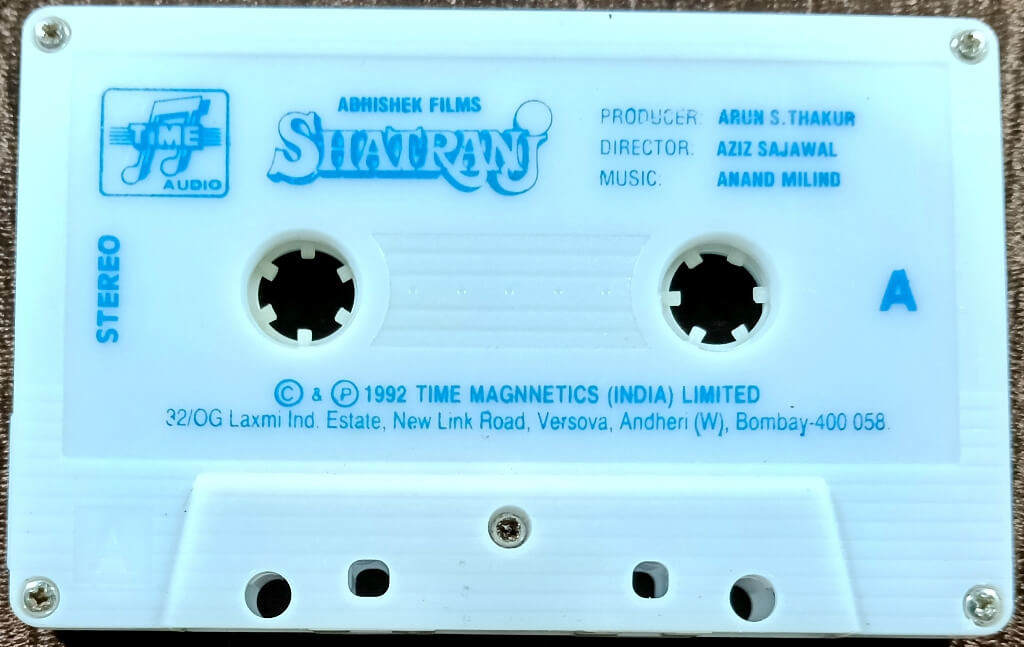 TIME
AUDIO
ABHISHEK FILMS
SHATRANJ
PRODUCER: ARUN S. THAKUR
DIRECTOR: AZIZ SAJAWAL
MUSIC: ANAND MILIND
STEREO
A
© & ℗ 1992 TIME MAGNNETICS (INDIA) LIMITED
32/OG Laxmi Ind. Estate, New Link Road, Versova, Andheri (W), Bombay-400 058.
A